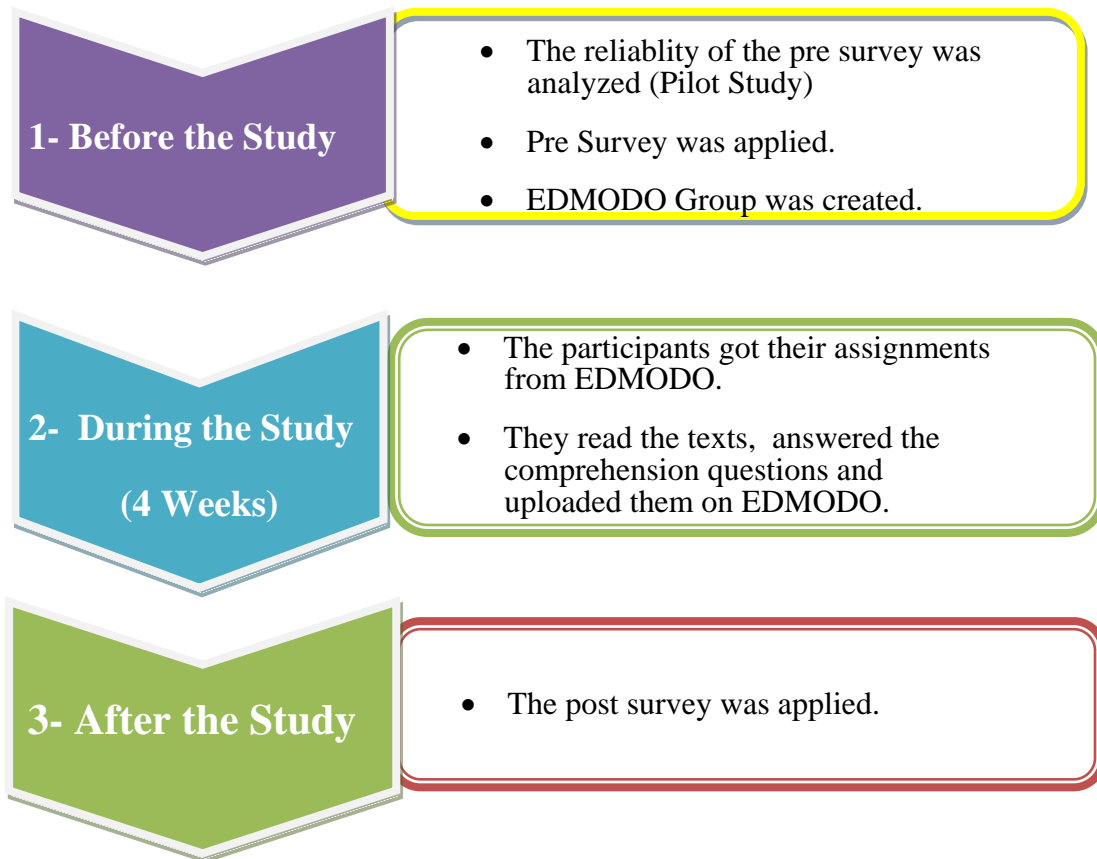 1- Before the Study
• The reliablity of the pre survey was
analyzed (Pilot Study)
• Pre Survey was applied.
• EDMODO Group was created.
2- During the Study
(4 Weeks)
• The participants got their assignments
from EDMODO.
• They read the texts, answered the
comprehension questions and
uploaded them on EDMODO.
3- After the Study
• The post survey was applied.